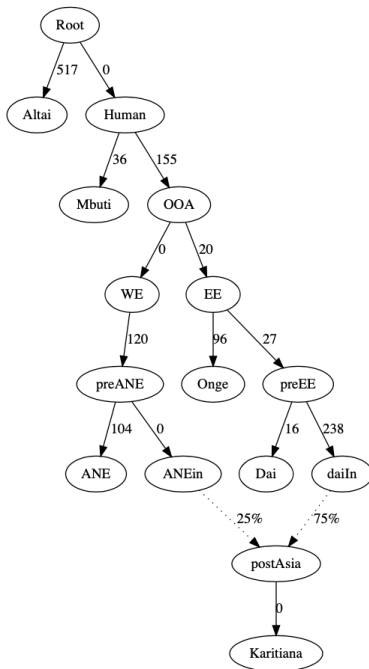 Root
517 0
Altai Human
36 155
Mbuti OOA
0 20
WE EE
120 96 27
preANE Onge preEE
104 0 16 238
ANE ANEin Dai daiIn
25% 75%
postAsia
0
Karitiana